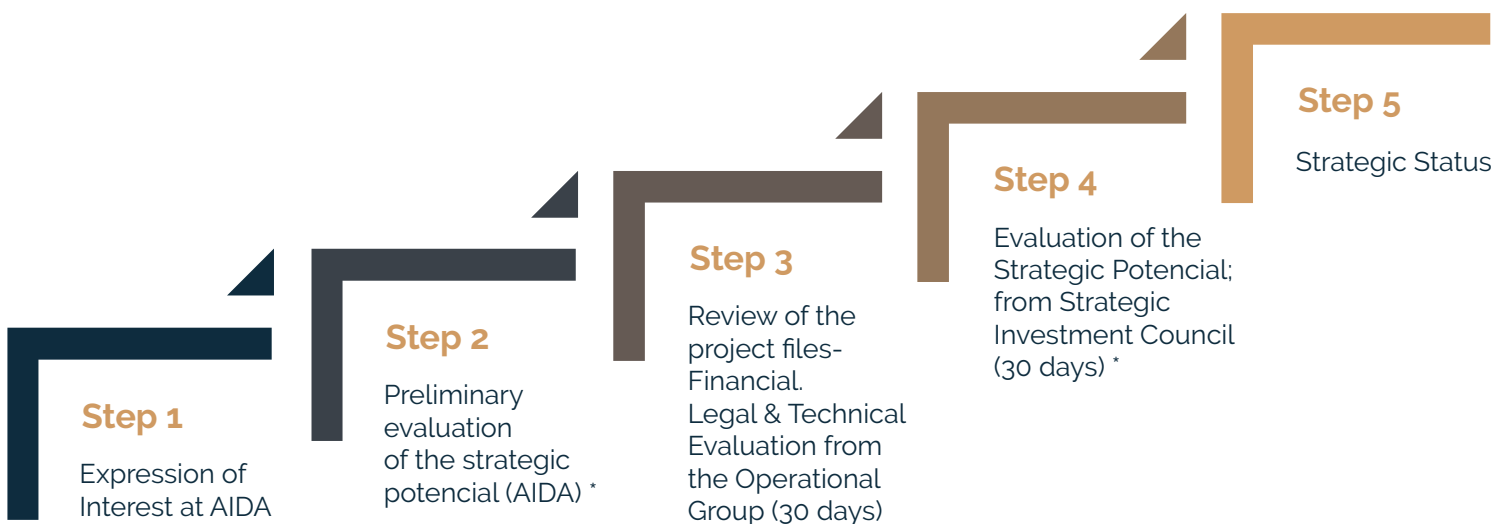 Step 1
Expression of
Interest at AIDA
Step 2
Preliminary
evaluation
of the strategic
potencial (AIDA) *
Step 3
Review of the
project files-
Financial.
Legal & Technical
Evaluation from
the Operational
Group (30 days)
Step 4
Evaluation of the
Strategic Potencial;
from Strategic
Investment Council
(30 days) *
Step 5
Strategic Status